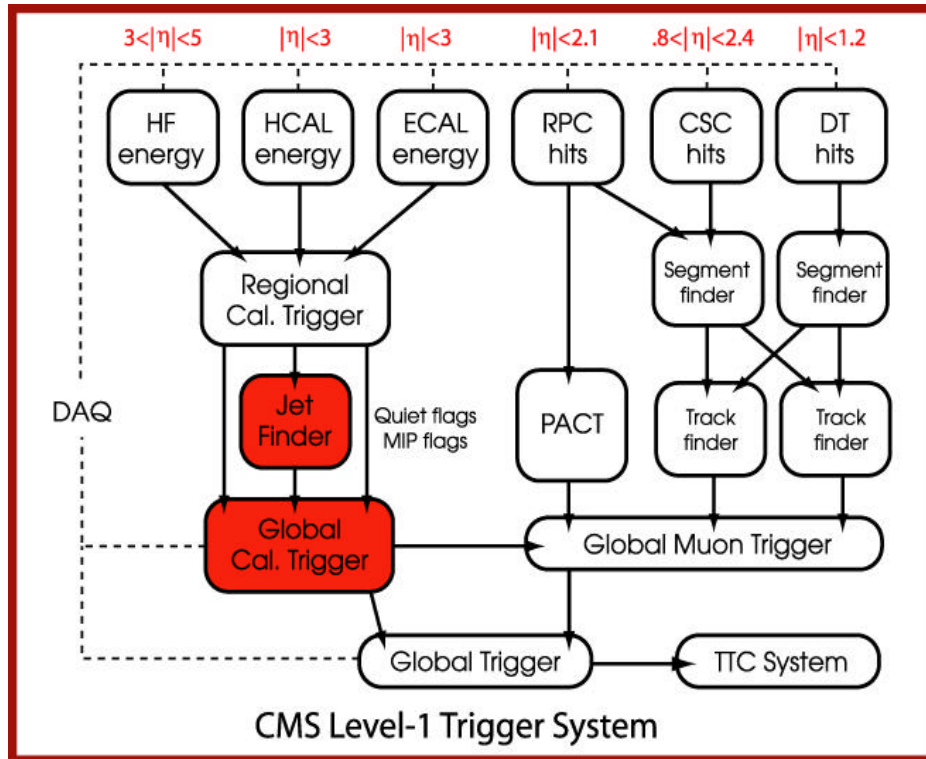 3<|η|<5 |η|<3 |η|<3 |η|<2.1 .8<|η|<2.4 |η|<1.2
HF HCAL ECAL RPC CSC DT
energy energy energy hits hits hits
Regional
Cal. Trigger
Segment
finder
Segment
finder
DAQ
Jet
Finder
Quiet flags
MIP flags
PACT
Track
finder
Track
finder
Global
Cal. Trigger
Global Muon Trigger
Global Trigger
TTC System
CMS Level-1 Trigger System